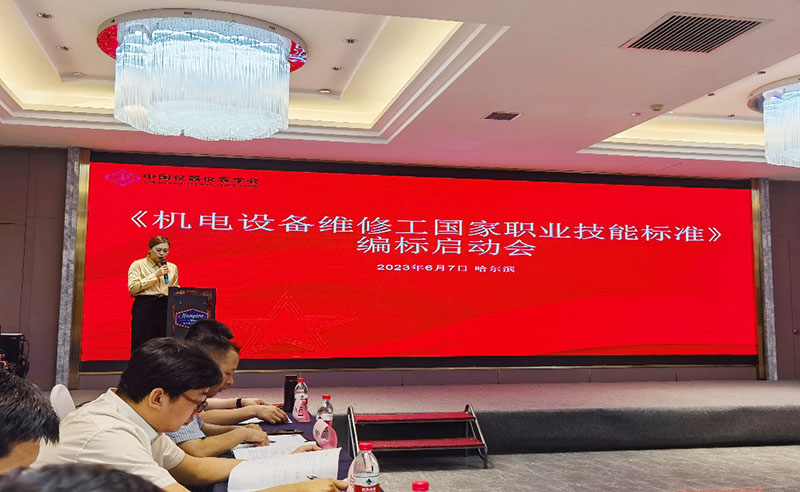 中国仪器仪表学会
《机电设备维修工国家职业技能标准》
编标启动会
2023年6月7日 哈尔滨
Hampton